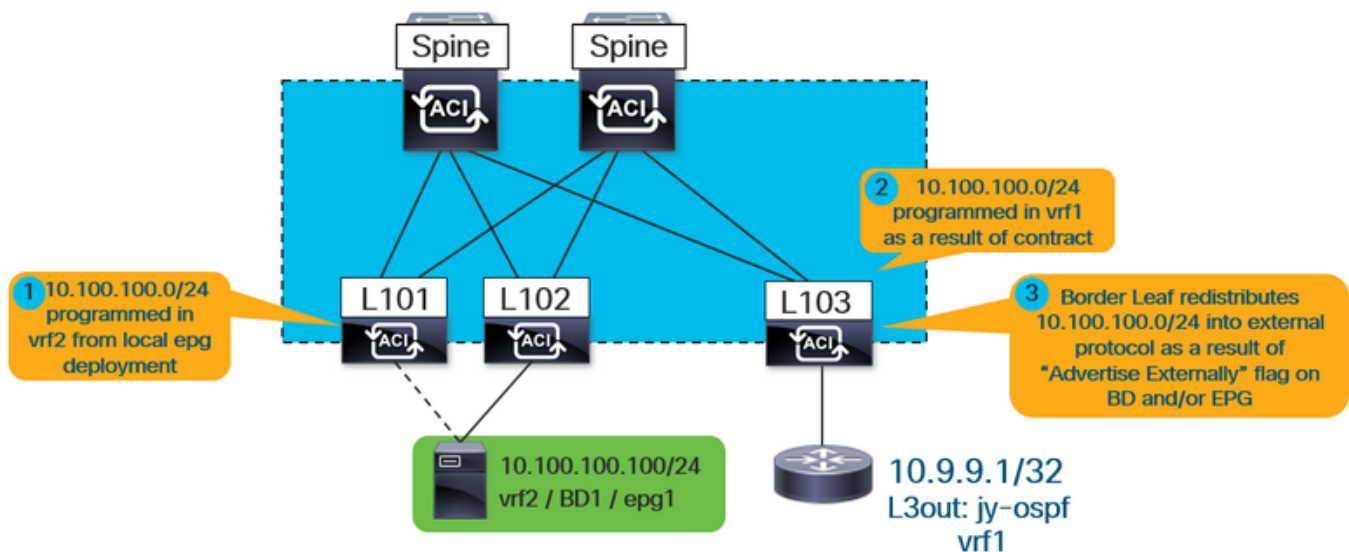 Spine
Spine
ACI
ACI
2 10.100.100.0/24
programmed in vrf1
as a result of contract
1 10.100.100.0/24
programmed in
vrf2 from local epg
deployment
L101
L102
L103
ACI
ACI
ACI
3 Border Leaf redistributes
10.100.100.0/24 into external
protocol as a result of
“Advertise Externally” flag on
BD and/or EPG
10.100.100.100/24
vrf2 / BD1 / epg1
10.9.9.1/32
L3out: jy-ospf
vrf1